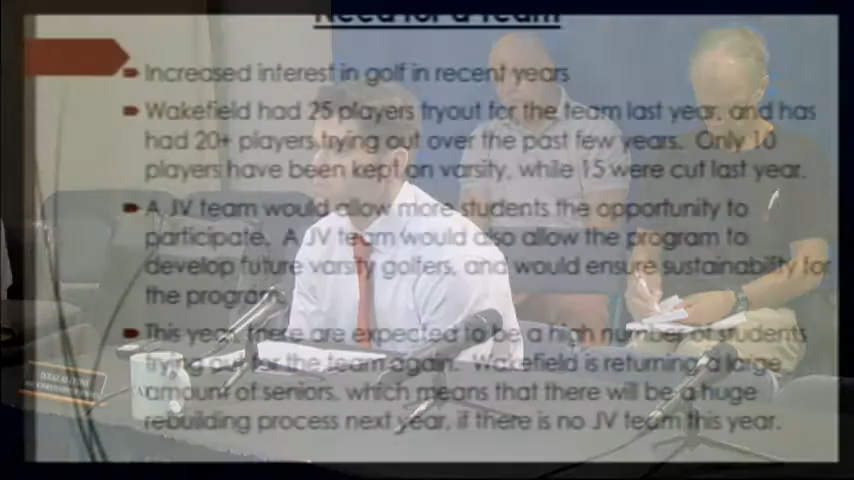 Need for a Team
Increased interest in golf in recent years
Wakefield had 25 players tryout for the team last year, and has
had 20+ players trying out over the past few years. Only 10
players have been kept on varsity, while 15 were cut last year.
A JV team would allow more students the opportunity to
participate. A JV team would also allow the program to
develop future varsity golfers, and would ensure sustainability for
the program.
This year there are expected to be a high number of students
trying out for the team again. Wakefield is returning a large
amount of seniors, which means that there will be a huge
rebuilding process next year, if there is no JV team this year.